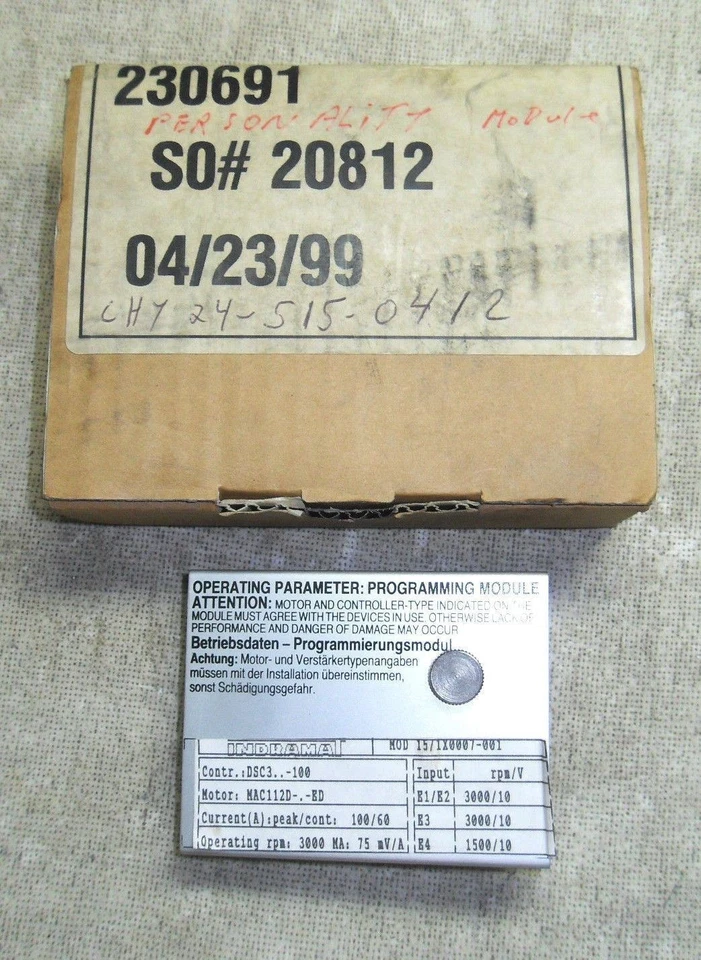 230691
PERSONALITY Module
SO# 20812
04/23/99
CHY 24-515-0412
OPERATING PARAMETER: PROGRAMMING MODULE
ATTENTION: MOTOR AND CONTROLLER-TYPE INDICATED ON THE
MODULE MUST AGREE WITH THE DEVICES IN USE. OTHERWISE LACK OF
PERFORMANCE AND DANGER OF DAMAGE MAY OCCUR
Betriebsdaten – Programmierungsmodul
Achtung: Motor- und Verstärkertypenangaben
müssen mit der Installation übereinstimmen,
sonst Schädigungsgefahr.
INDRAMAT MOD 15/1X0007-001
Contr.:DSC3..-100 Input rpm/V
Motor: MAC112D-.-ED E1/E2 3000/10
Current(A):peak/cont: 100/60 E3 3000/10
Operating rpm: 3000 MA: 75 mV/A E4 1500/10